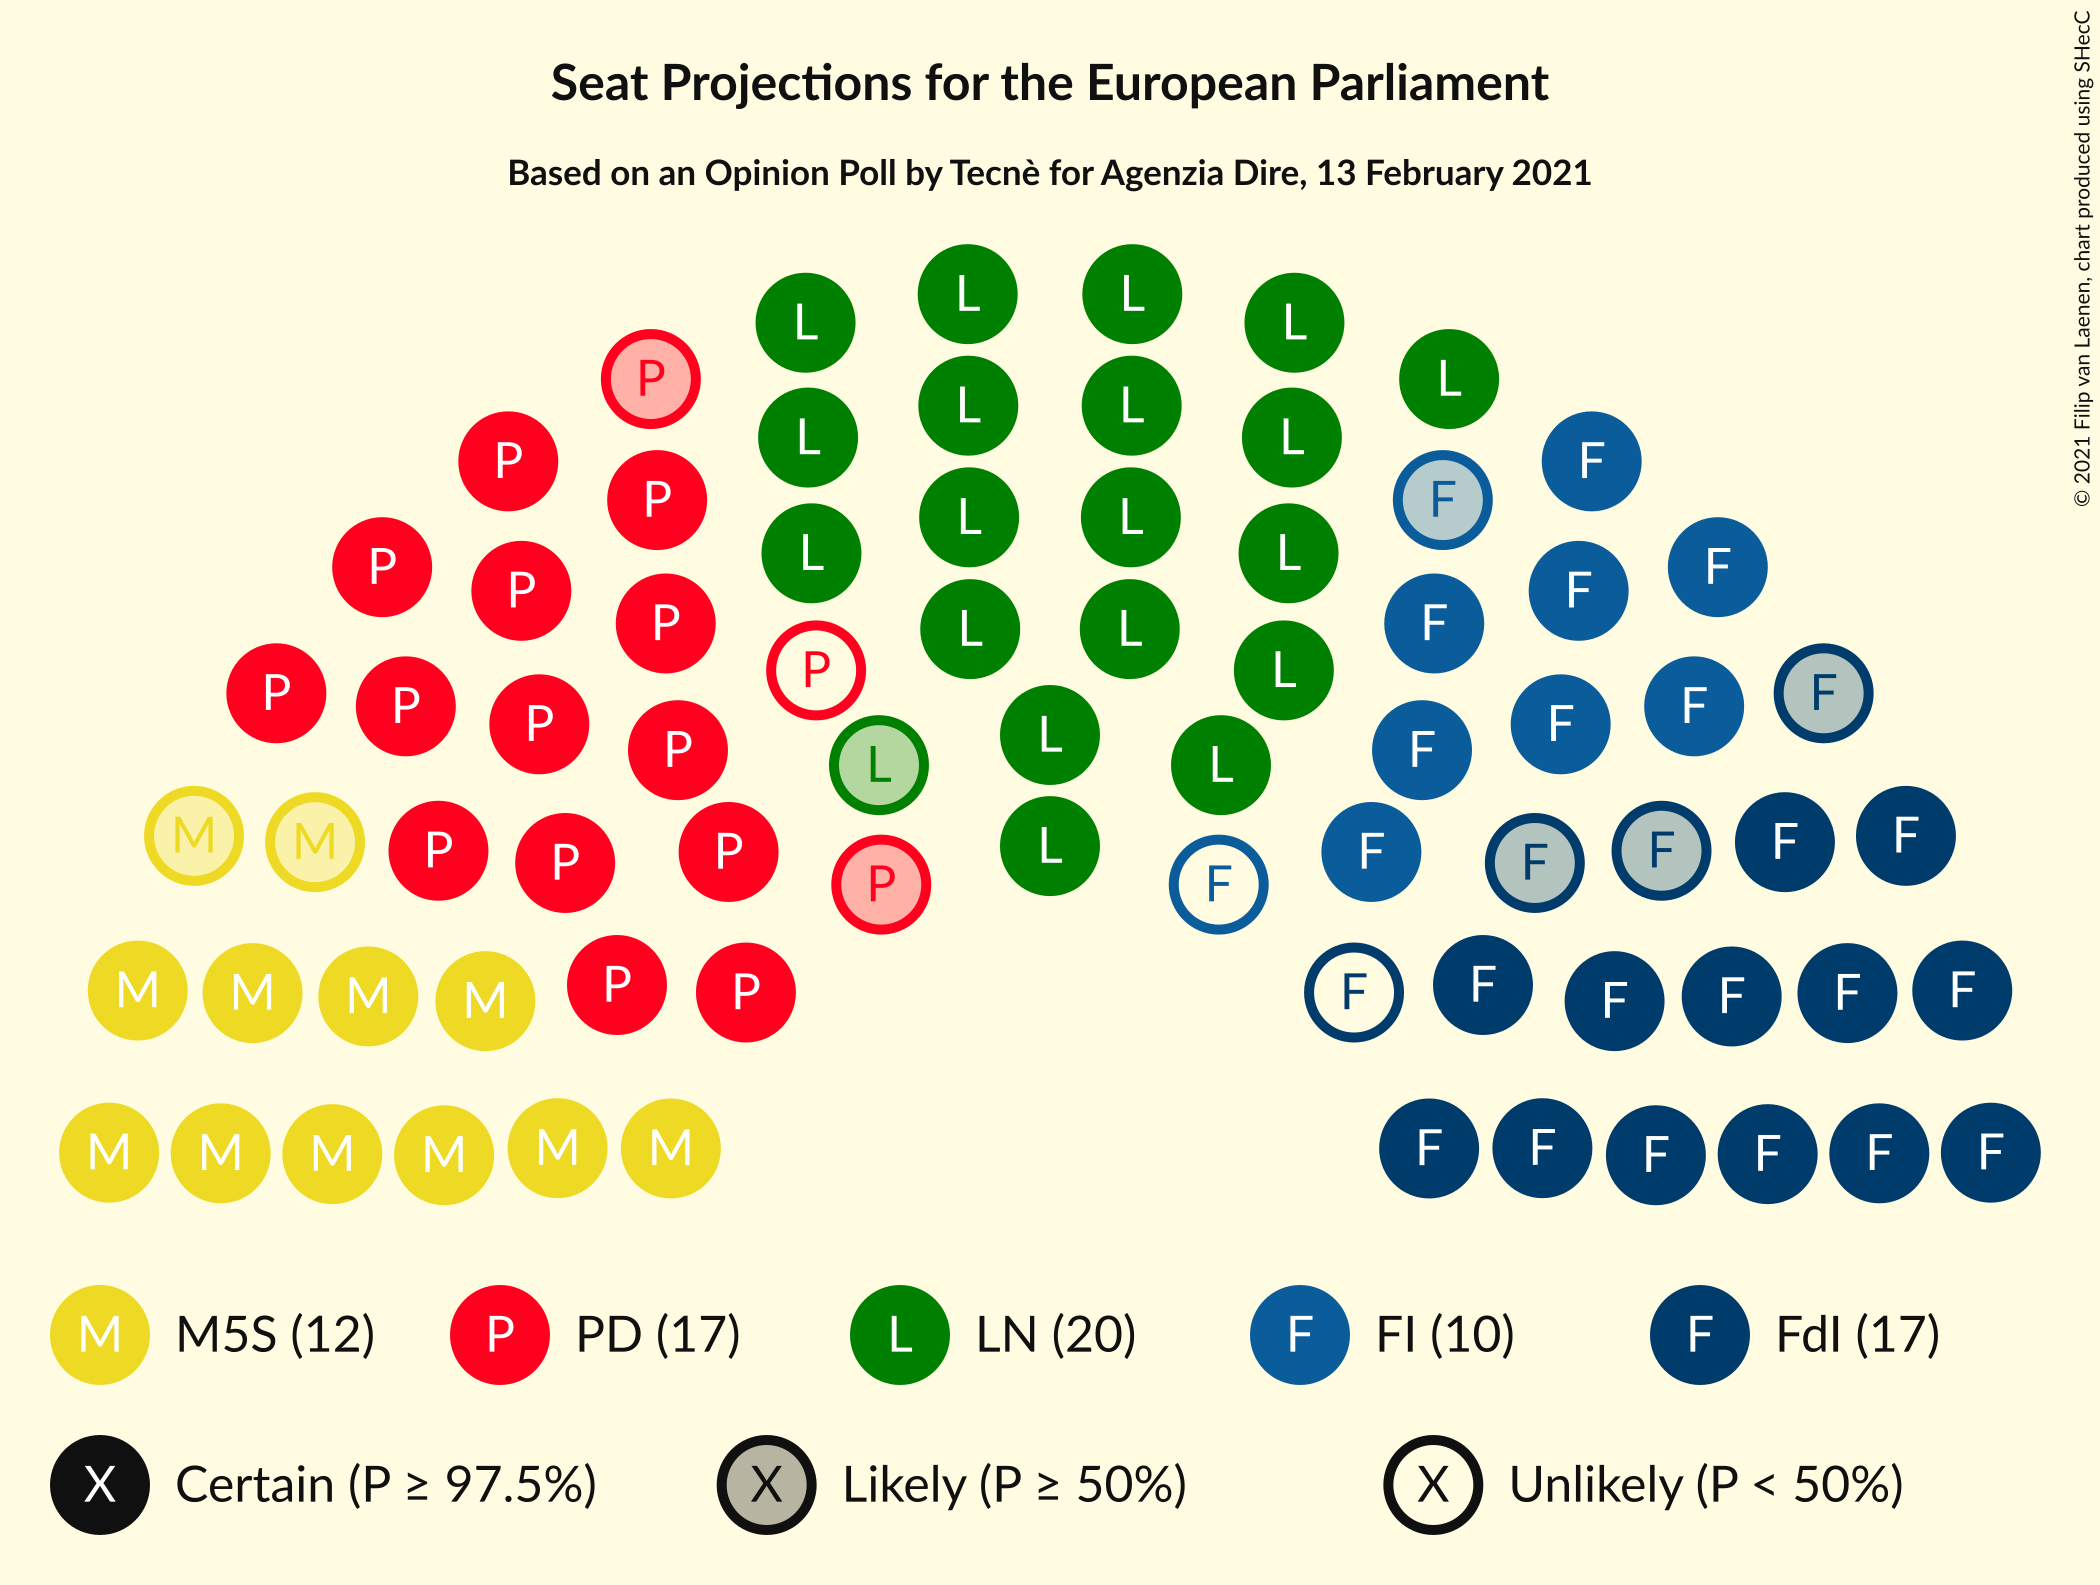 Seat Projections for the European Parliament
Based on an Opinion Poll by Tecnè for Agenzia Dire, 13 February 2021
© 2021 Filip van Laenen, chart produced using SHecC
L L
L L
P L
L L
L L
P F
P F
L L
P F
L L
P P F F
P F
L L
P L
P F F
P P F
P L F
L
P F
L L
M F
M F
P F
P F
P F
L
P F
M M M M P P F F F F F F
M M M M M M F F F F F F
M M5S (12) P PD (17) L LN (20) F FI (10) F FdI (17)
X Certain (P ≥ 97.5%) X Likely (P ≥ 50%) X Unlikely (P < 50%)